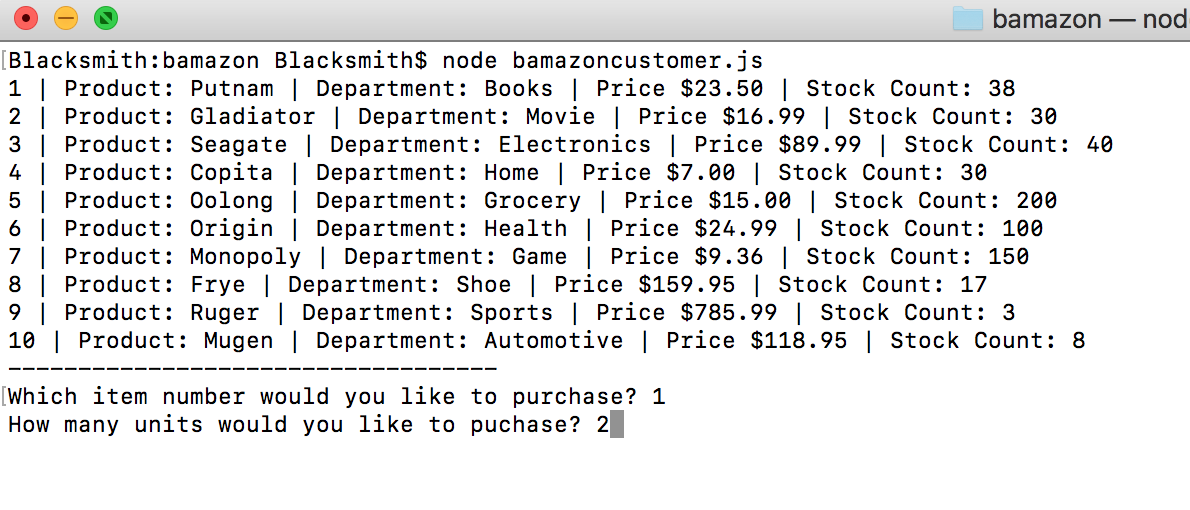 bamazon — nod
Blacksmith:bamazon Blacksmith$ node bamazoncustomer.js
1 | Product: Putnam | Department: Books | Price $23.50 | Stock Count: 38
2 | Product: Gladiator | Department: Movie | Price $16.99 | Stock Count: 30
3 | Product: Seagate | Department: Electronics | Price $89.99 | Stock Count: 40
4 | Product: Copita | Department: Home | Price $7.00 | Stock Count: 30
5 | Product: Oolong | Department: Grocery | Price $15.00 | Stock Count: 200
6 | Product: Origin | Department: Health | Price $24.99 | Stock Count: 100
7 | Product: Monopoly | Department: Game | Price $9.36 | Stock Count: 150
8 | Product: Frye | Department: Shoe | Price $159.95 | Stock Count: 17
9 | Product: Ruger | Department: Sports | Price $785.99 | Stock Count: 3
10 | Product: Mugen | Department: Automotive | Price $118.95 | Stock Count: 8
-----------------------------------
Which item number would you like to purchase? 1
How many units would you like to puchase? 2